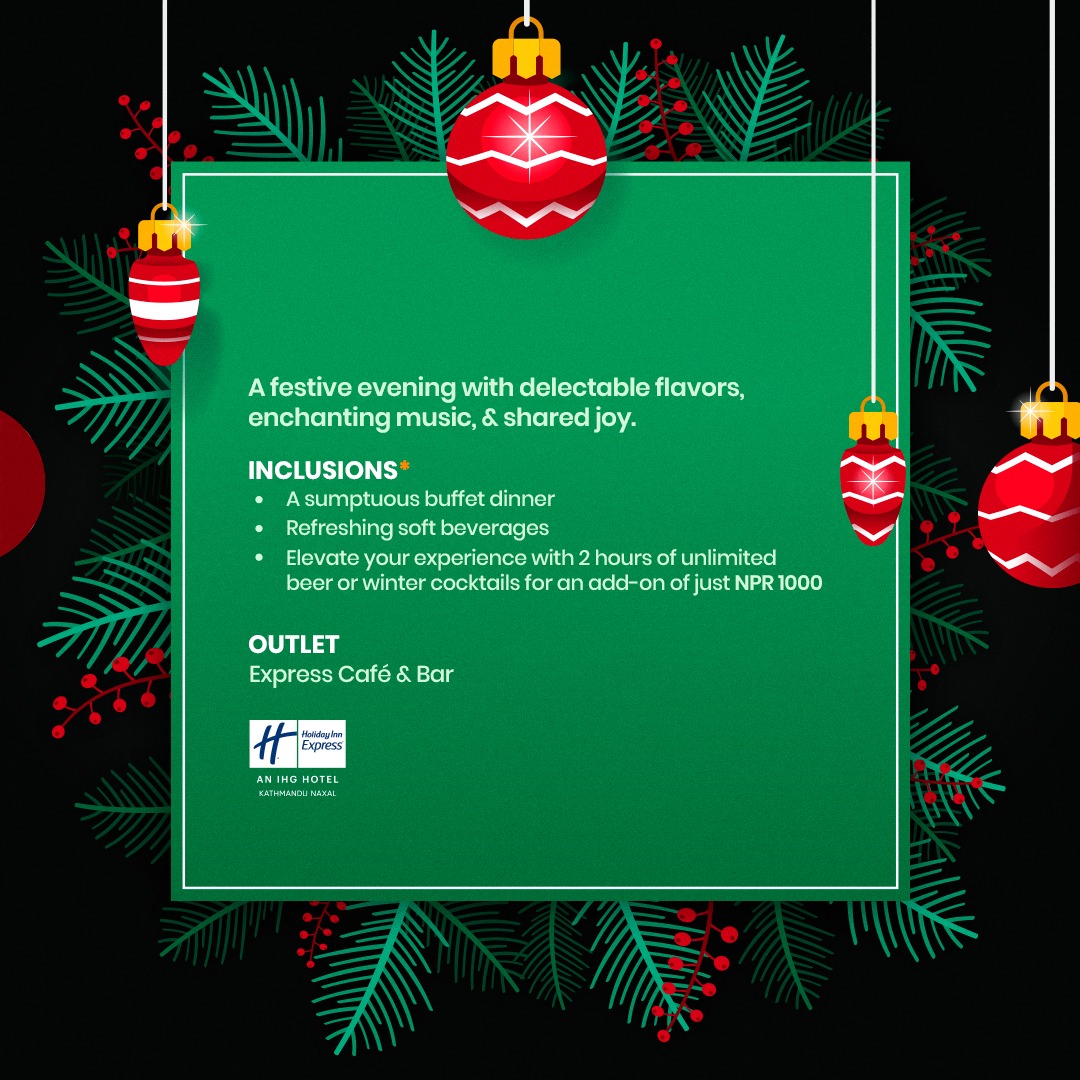 A festive evening with delectable flavors,
enchanting music, & shared joy.
INCLUSIONS*
• A sumptuous buffet dinner
• Refreshing soft beverages
• Elevate your experience with 2 hours of unlimited
beer or winter cocktails for an add-on of just NPR 1000
OUTLET
Express Café & Bar
H
Holiday Inn
Express
AN IHG HOTEL
KATHMANDU NAXAL